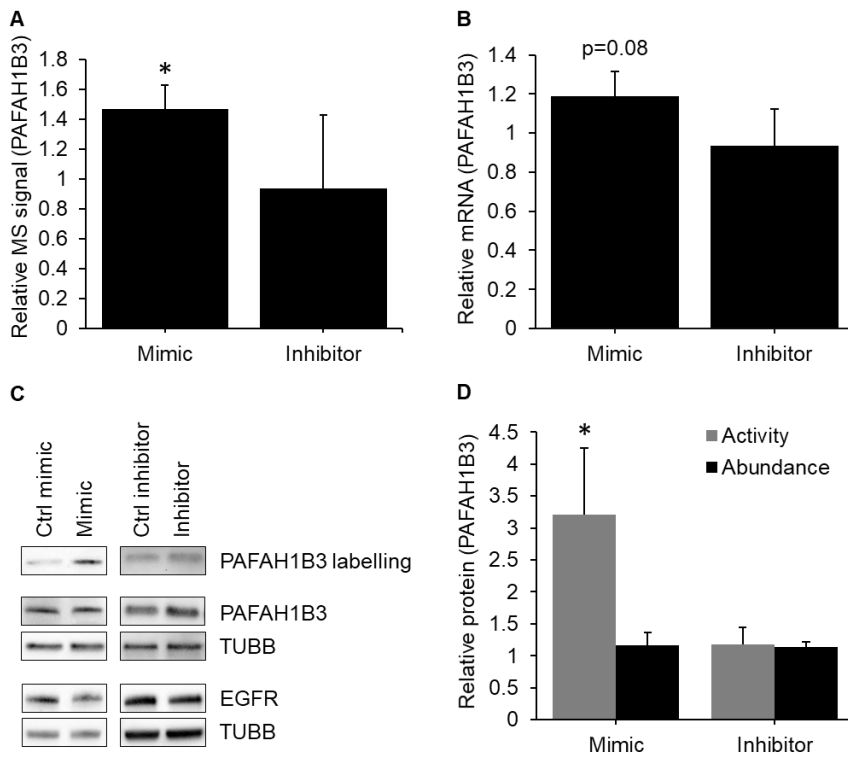 A
Relative MS signal (PAFAH1B3)
1.8
1.6
1.4
1.2
1
0.8
0.6
0.4
0.2
0
*
Mimic
Inhibitor
B
Relative mRNA (PAFAH1B3)
1.4
1.2
1
0.8
0.6
0.4
0.2
0
p=0.08
Mimic
Inhibitor
C
Ctrl mimic
Mimic
Ctrl inhibitor
Inhibitor
PAFAH1B3 labelling
PAFAH1B3
TUBB
EGFR
TUBB
D
Relative protein (PAFAH1B3)
4.5
4
3.5
3
2.5
2
1.5
1
0.5
0
*
Activity
Abundance
Mimic
Inhibitor